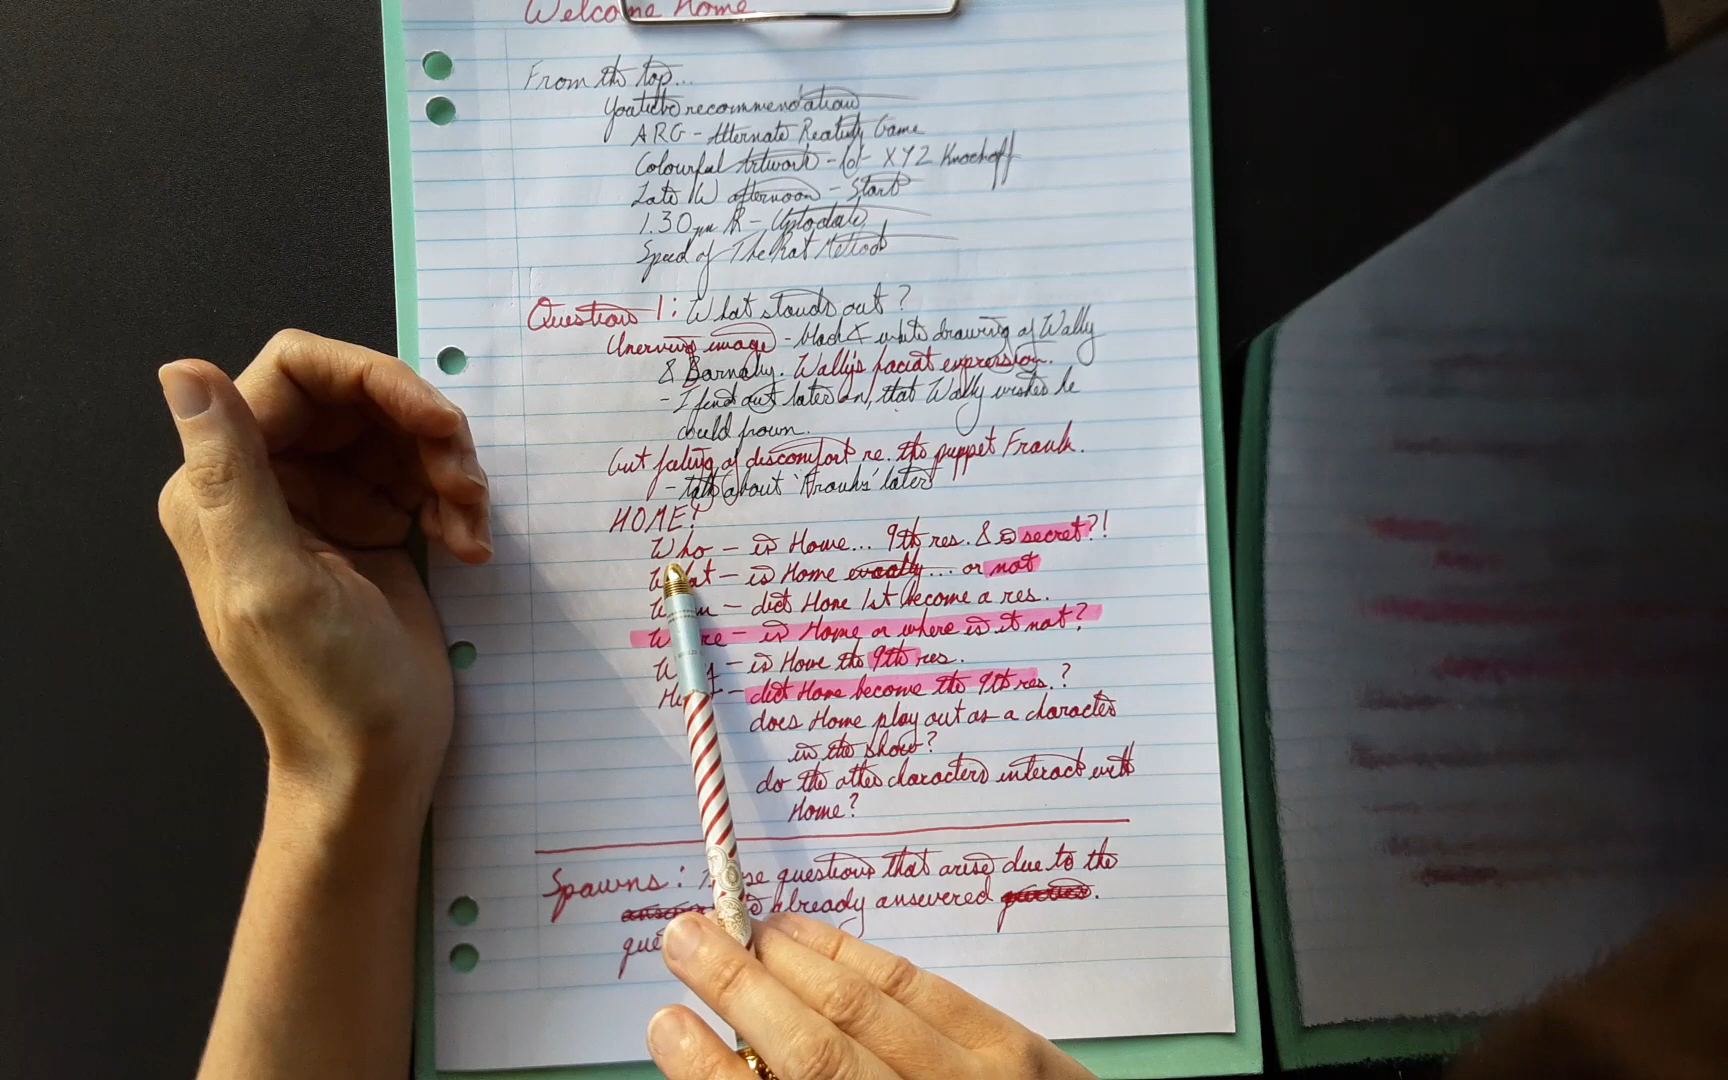 Welcome Home
From the top...
Youtube recommendation
ARG - Alternate Reality Game
Colourful Artwork - lot XYZ Knockoff
Late W afternoon - Start
1.30pm R - Uptodate
Speed of The Rat Method
Question 1: What stands out?
Unerving image - black & white drawing of Wally
& Barnaby. Wally's facial expression.
- I find out later on, that Wally wishes he
could frown.
Gut feeling of discomfort re. the puppet Frank.
- talk about 'Franks' later
HOME?
Who - is Home... 9th res. & is secret?!
What - is Home exactly... or not
- did Home 1st become a res.
- is Home or where is it not?
- is Home the 9th res.
- did Home become the 9th res.?
does Home play out as a character
in the show?
do the other characters interact with
Home?
Spawns: questions that arise due to the
already answered